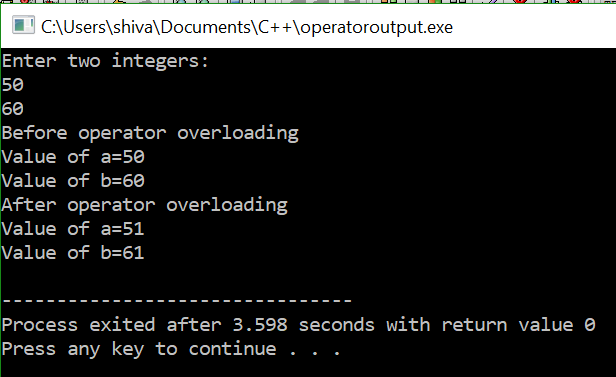 C:\Users\shiva\Documents\C++\operatoroutput.exe
Enter two integers:
50
60
Before operator overloading
Value of a=50
Value of b=60
After operator overloading
Value of a=51
Value of b=61
--------------------------------
Process exited after 3.598 seconds with return value 0
Press any key to continue . . .